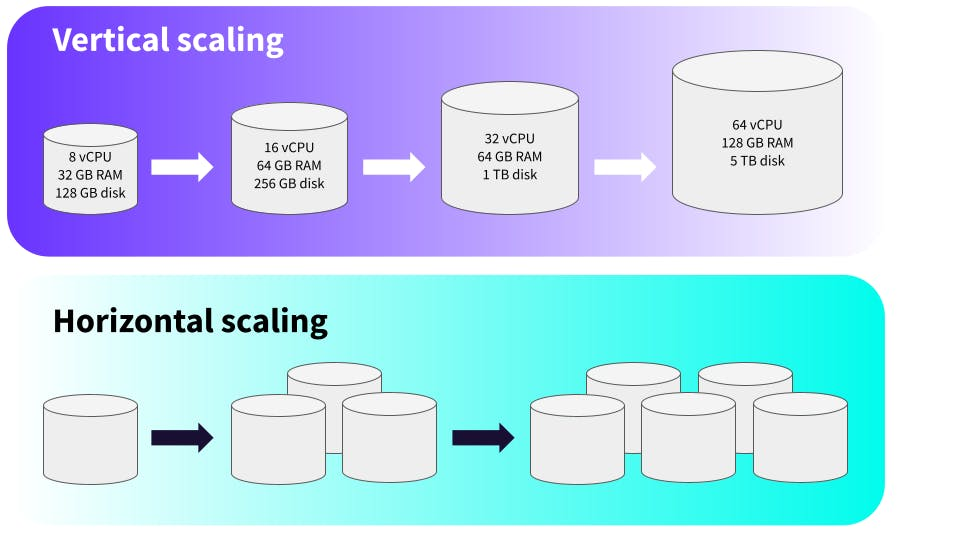 Vertical scaling
8 vCPU
32 GB RAM
128 GB disk
16 vCPU
64 GB RAM
256 GB disk
32 vCPU
64 GB RAM
1 TB disk
64 vCPU
128 GB RAM
5 TB disk
Horizontal scaling